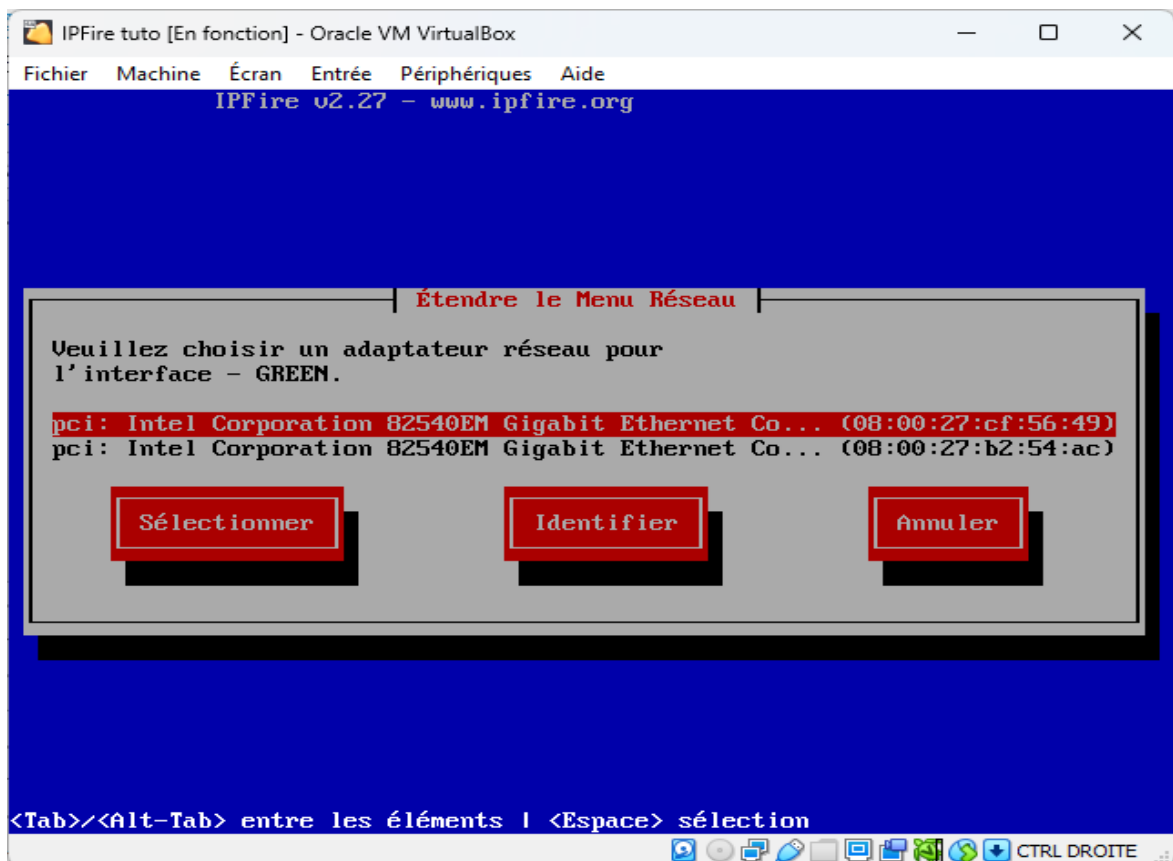 IPFire tuto [En fonction] - Oracle VM VirtualBox
Fichier Machine Écran Entrée Périphériques Aide
IPFire v2.27 - www.ipfire.org
Étendre le Menu Réseau
Veuillez choisir un adaptateur réseau pour
l'interface - GREEN.
pci: Intel Corporation 82540EM Gigabit Ethernet Co... (08:00:27:cf:56:49)
pci: Intel Corporation 82540EM Gigabit Ethernet Co... (08:00:27:b2:54:ac)
Sélectionner Identifier Annuler
<Tab>/<Alt-Tab> entre les éléments | <Espace> sélection
CTRL DROITE